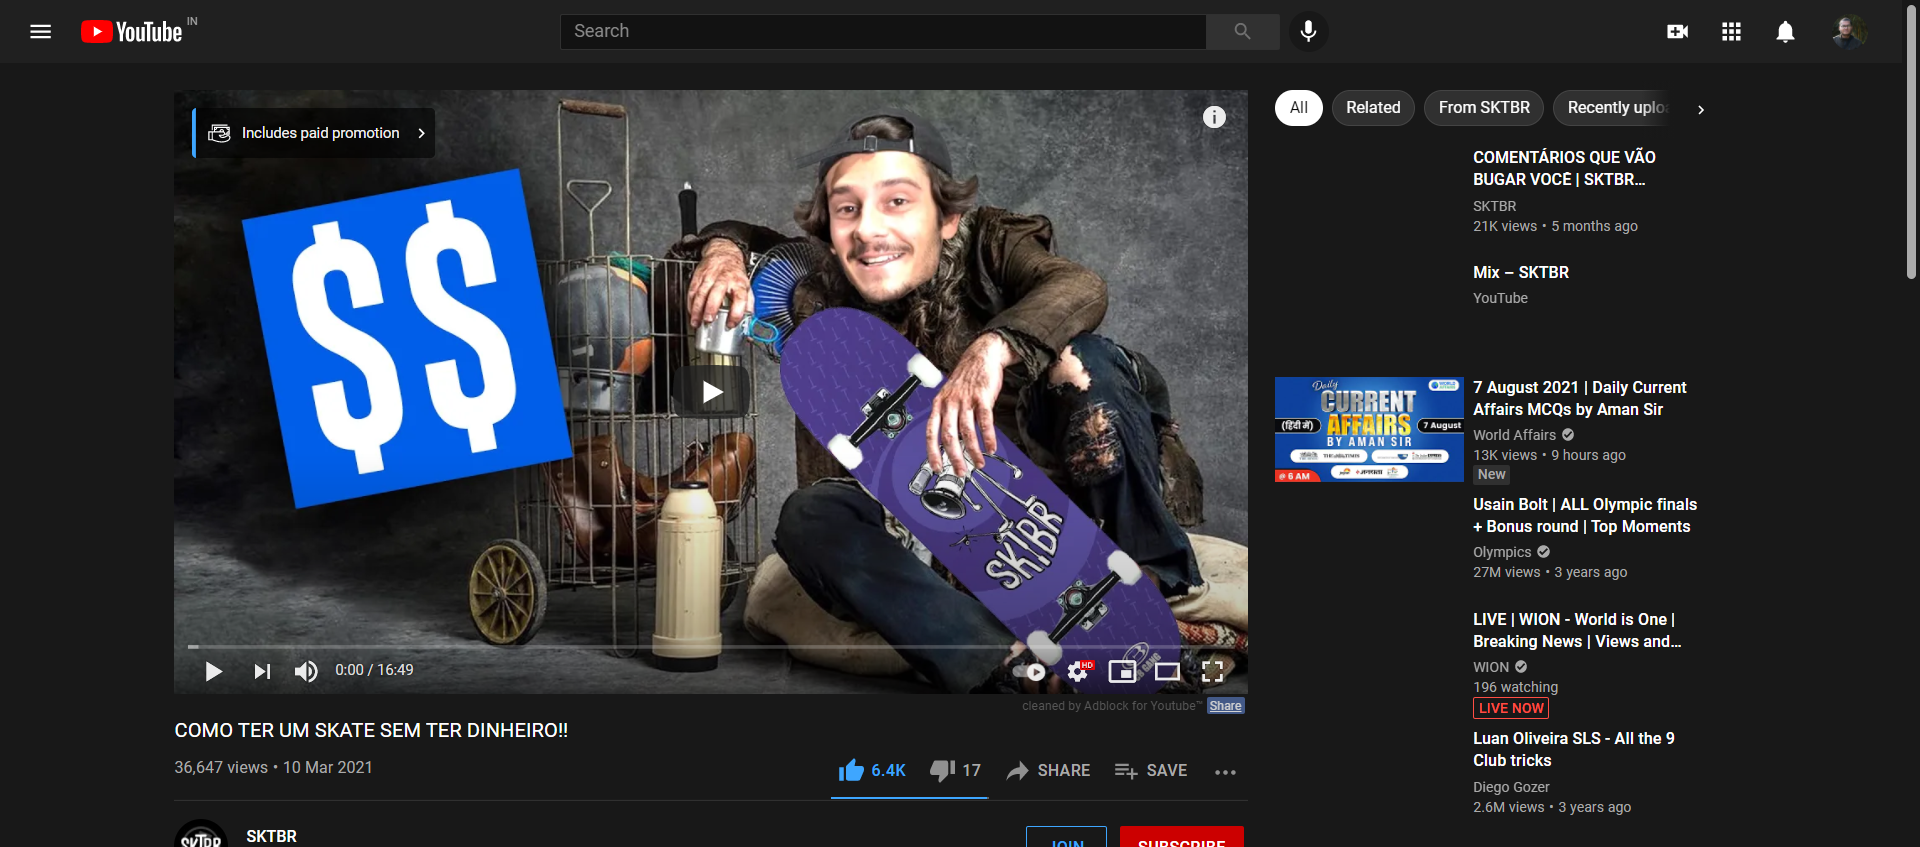 YouTube IN
Search
Includes paid promotion
$$
SKTBR
GANG
0:00 / 16:49
HD
cleaned by Adblock for Youtube™ Share
COMO TER UM SKATE SEM TER DINHEIRO!!
36,647 views • 10 Mar 2021
6.4K
17
SHARE
SAVE
SKTBR
SKTBR
JOIN
SUBSCRIBE
All
Related
From SKTBR
Recently uploa
COMENTÁRIOS QUE VÃO
BUGAR VOCÊ | SKTBR...
SKTBR
21K views • 5 months ago
Mix – SKTBR
YouTube
Daily
CURRENT
(हिंदी में) AFFAIRS 7 August
BY AMAN SIR
@ 6 AM
7 August 2021 | Daily Current
Affairs MCQs by Aman Sir
World Affairs
13K views • 9 hours ago
New
Usain Bolt | ALL Olympic finals
+ Bonus round | Top Moments
Olympics
27M views • 3 years ago
LIVE | WION - World is One |
Breaking News | Views and...
WION
196 watching
LIVE NOW
Luan Oliveira SLS - All the 9
Club tricks
Diego Gozer
2.6M views • 3 years ago